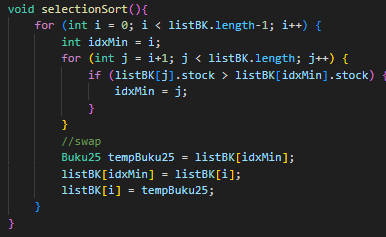 void selectionSort(){
    for (int i = 0; i < listBK.length-1; i++) {
        int idxMin = i;
        for (int j = i+1; j < listBK.length; j++) {
            if (listBK[j].stock > listBK[idxMin].stock) {
                idxMin = j;
            }
        }
        //swap
        Buku25 tempBuku25 = listBK[idxMin];
        listBK[idxMin] = listBK[i];
        listBK[i] = tempBuku25;
    }
}